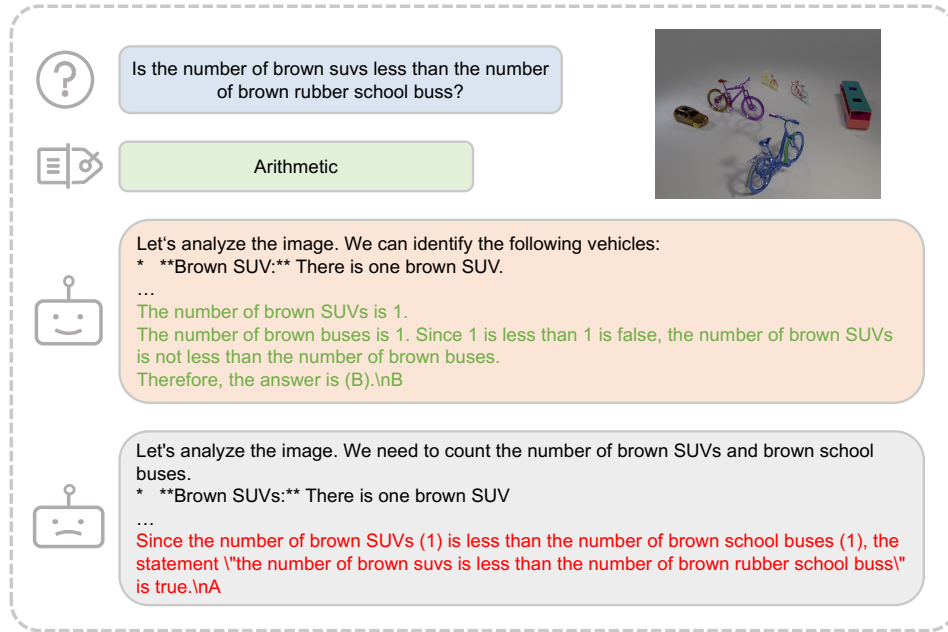 Is the number of brown suvs less than the number
of brown rubber school buss?
Arithmetic
Let‘s analyze the image. We can identify the following vehicles:
* **Brown SUV:** There is one brown SUV.
…
The number of brown SUVs is 1.
The number of brown buses is 1. Since 1 is less than 1 is false, the number of brown SUVs
is not less than the number of brown buses.
Therefore, the answer is (B).\nB
Let's analyze the image. We need to count the number of brown SUVs and brown school
buses.
* **Brown SUVs:** There is one brown SUV
…
Since the number of brown SUVs (1) is less than the number of brown school buses (1), the
statement \"the number of brown suvs is less than the number of brown rubber school buss\"
is true.\nA